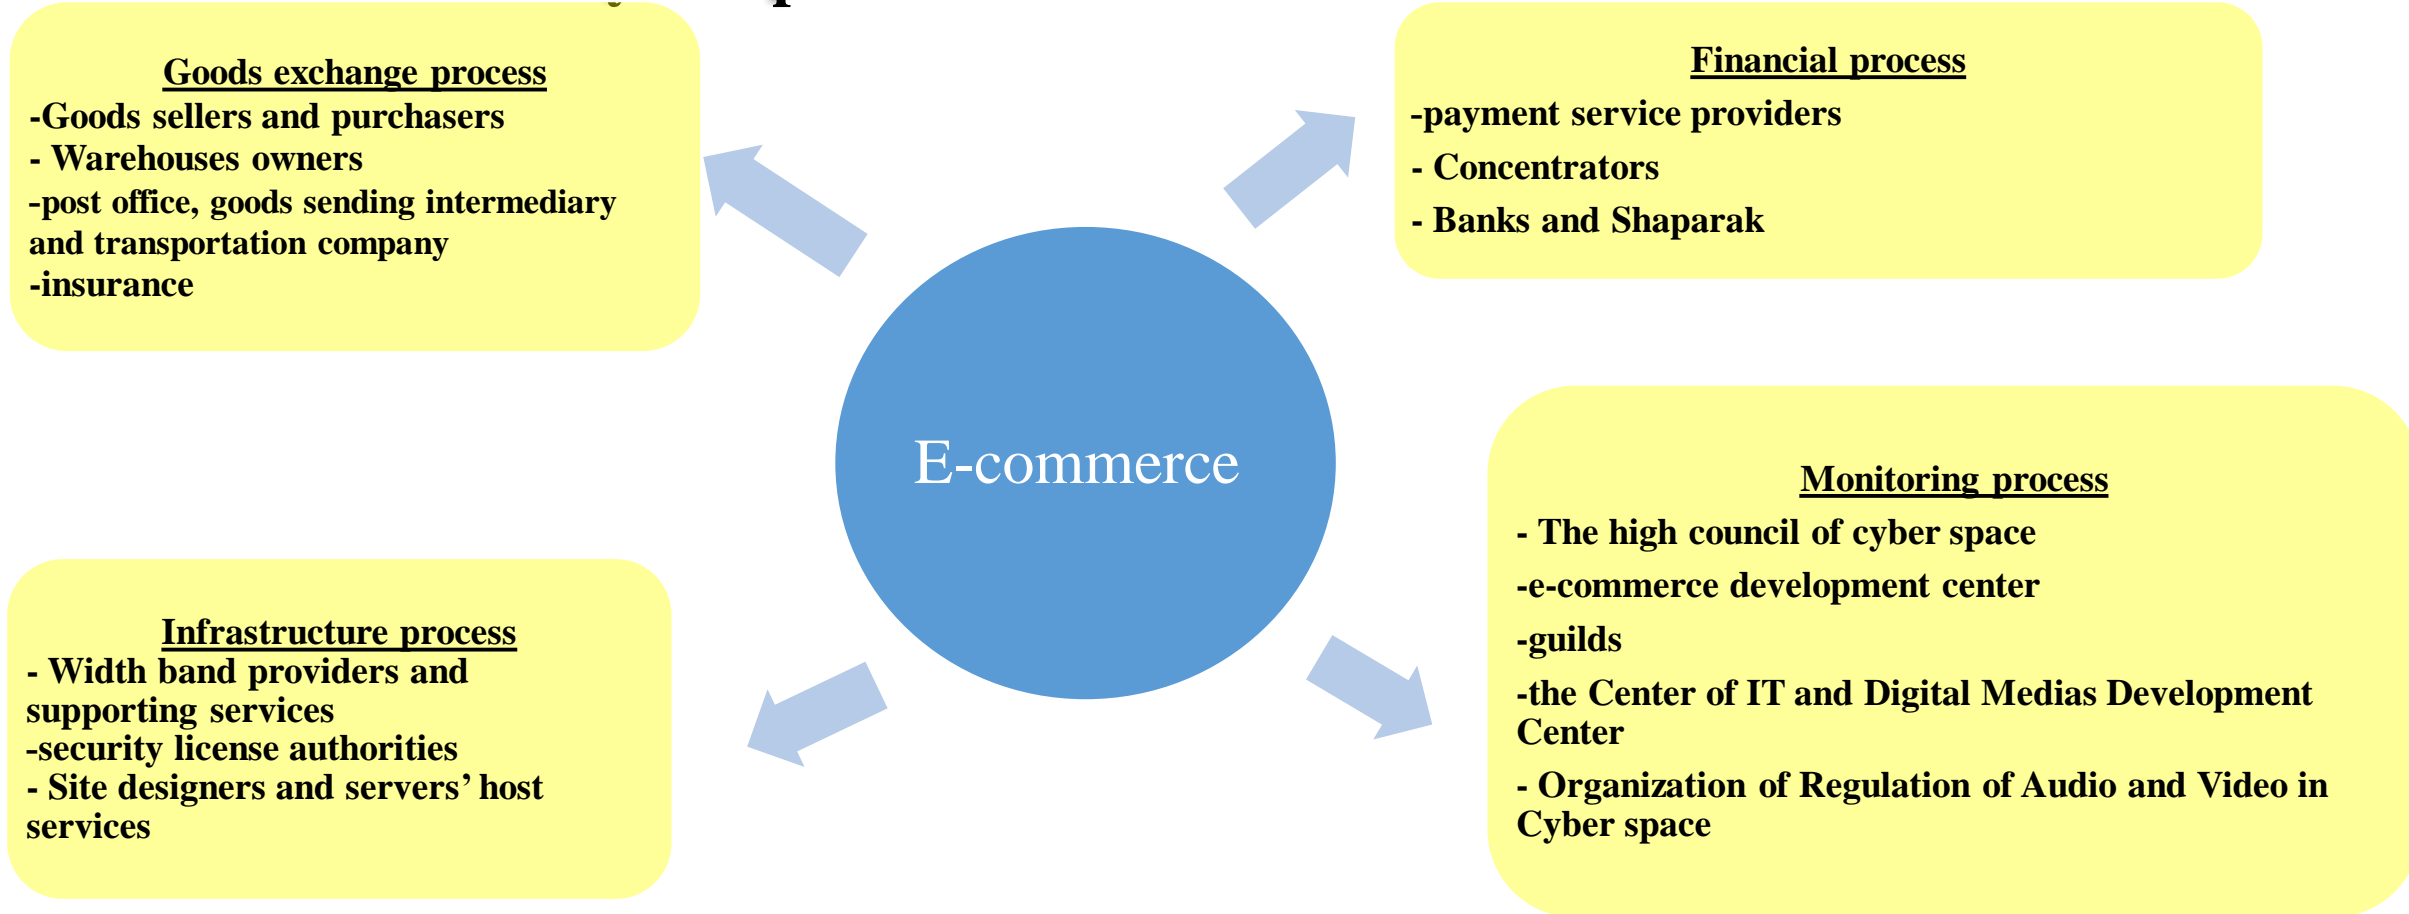 Goods exchange process
-Goods sellers and purchasers
- Warehouses owners
-post office, goods sending intermediary
and transportation company
-insurance
Financial process
-payment service providers
- Concentrators
- Banks and Shaparak
E-commerce
Monitoring process
- The high council of cyber space
-e-commerce development center
-guilds
-the Center of IT and Digital Medias Development
Center
- Organization of Regulation of Audio and Video in
Cyber space
Infrastructure process
- Width band providers and
supporting services
-security license authorities
- Site designers and servers’ host
services